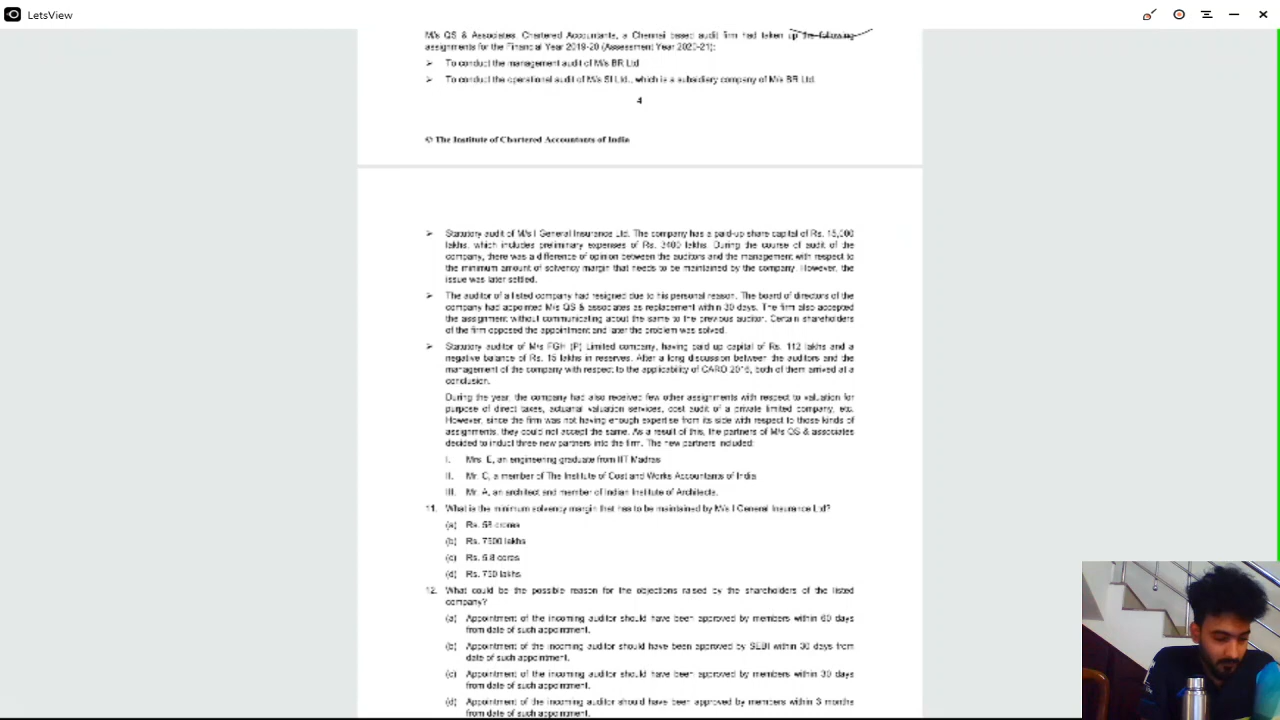 LetsView
M/s QS & Associates, Chartered Accountants, a Chennai based audit firm had taken up the following
assignments for the Financial Year 2019-20 (Assessment Year 2020-21):
➢ To conduct the management audit of M/s BR Ltd
➢ To conduct the operational audit of M/s SI Ltd., which is a subsidiary company of M/s BR Ltd.
4
© The Institute of Chartered Accountants of India
➢ Statutory audit of M/s I General Insurance Ltd. The company has a paid-up share capital of Rs. 15,000
lakhs, which includes preliminary expenses of Rs. 3400 lakhs. During the course of audit of the
company, there was a difference of opinion between the auditors and the management with respect to
the minimum amount of solvency margin that needs to be maintained by the company. However, the
issue was later settled.
➢ The auditor of a listed company had resigned due to his personal reason. The board of directors of the
company had appointed M/s QS & associates as replacement within 30 days. The firm also accepted
the assignment without communicating about the same to the previous auditor. Certain shareholders
of the firm opposed the appointment and later the problem was solved.
➢ Statutory auditor of M/s FGH (P) Limited company, having paid up capital of Rs. 112 lakhs and a
negative balance of Rs. 15 lakhs in reserves. After a long discussion between the auditors and the
management of the company with respect to the applicability of CARO 2016, both of them arrived at a
conclusion.
During the year, the company had also received few other assignments with respect to valuation for
purpose of direct taxes, actuarial valuation services, cost audit of a private limited company, etc.
However, since the firm was not having enough expertise from its side with respect to those kinds of
assignments, they could not accept the same. As a result of this, the partners of M/s QS & associates
decided to induct three new partners into the firm. The new partners included:
I. Mrs. E, an engineering graduate from IIT Madras
II. Mr. C, a member of The Institute of Cost and Works Accountants of India
III. Mr. A, an architect and member of Indian Institute of Architects.
11. What is the minimum solvency margin that has to be maintained by M/s I General Insurance Ltd?
(a) Rs. 58 crores
(b) Rs. 7500 lakhs
(c) Rs. 5.8 cores
(d) Rs. 750 lakhs
12. What could be the possible reason for the objections raised by the shareholders of the listed
company?
(a) Appointment of the incoming auditor should have been approved by members within 60 days
from date of such appointment.
(b) Appointment of the incoming auditor should have been approved by SEBI within 30 days from
date of such appointment.
(c) Appointment of the incoming auditor should have been approved by members within 30 days
from date of such appointment.
(d) Appointment of the incoming auditor should have been approved by members within 3 months
from date of such appointment.